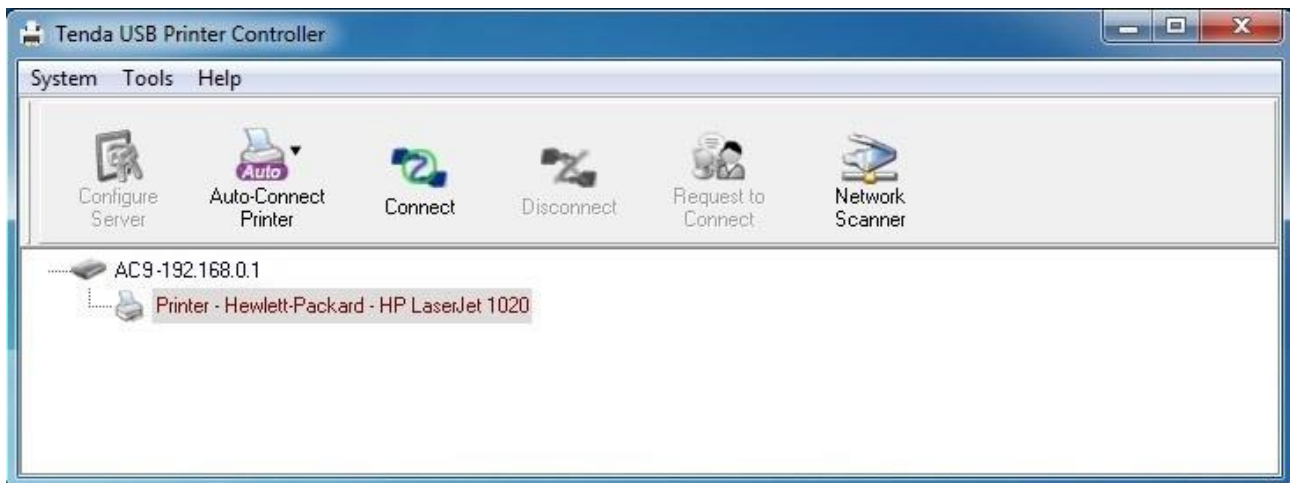 Tenda USB Printer Controller
System Tools Help
Auto
Configure Server
Auto-Connect Printer
Connect
Disconnect
Request to Connect
Network Scanner
AC9-192.168.0.1
Printer - Hewlett-Packard - HP LaserJet 1020